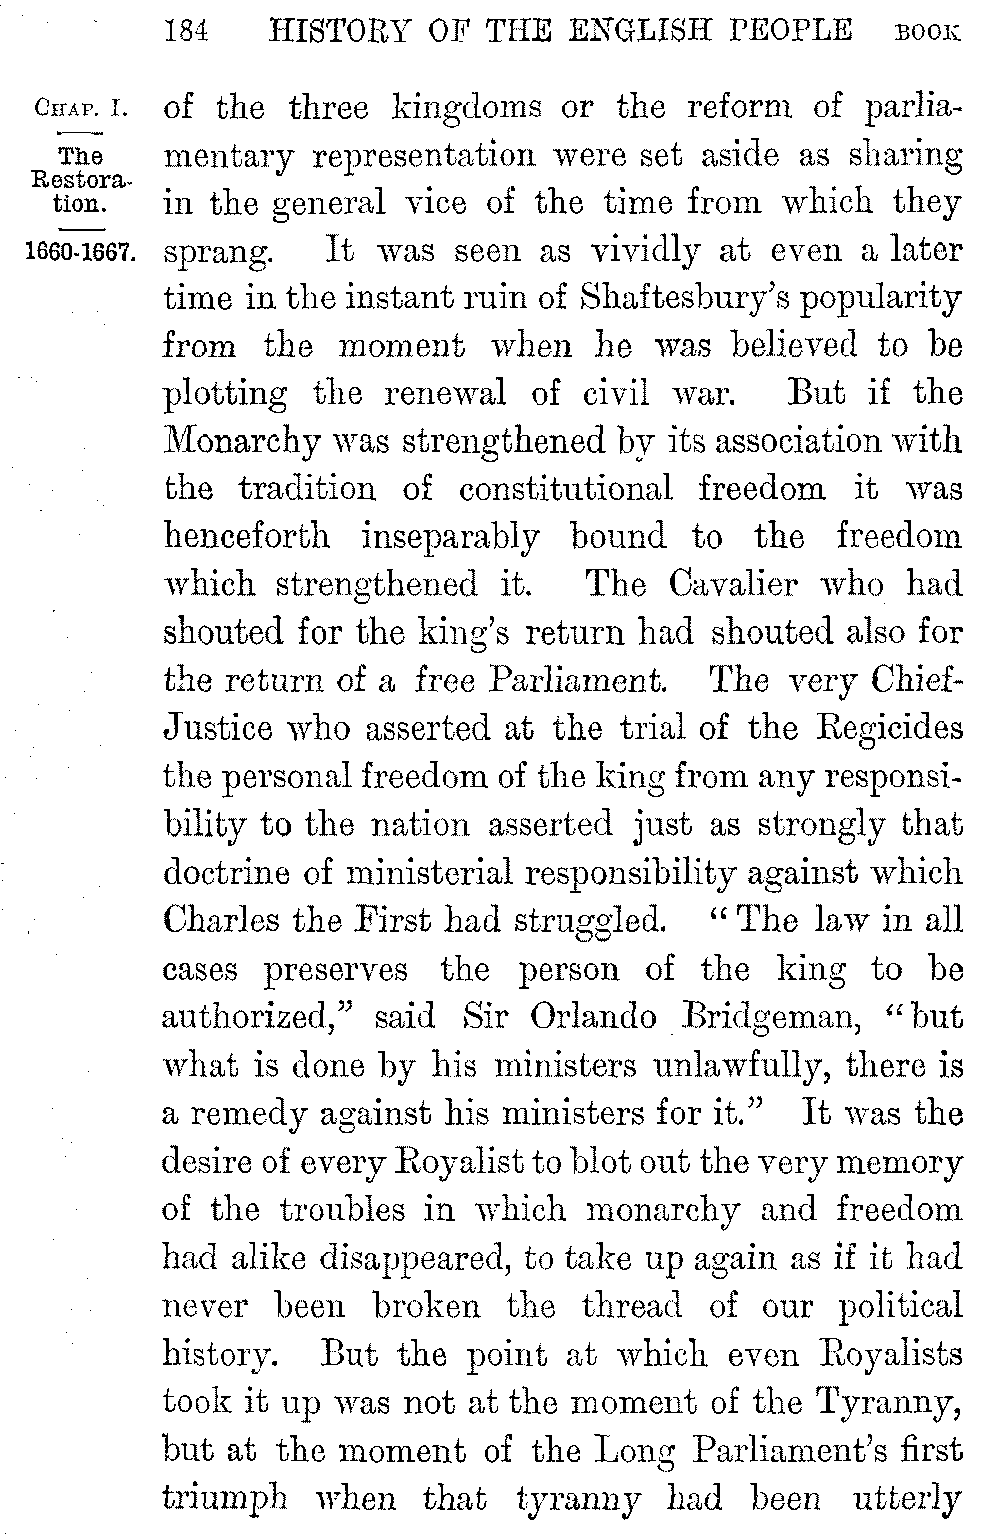 184 HISTORY OF THE ENGLISH PEOPLE BOOK
CHAP. I.
The
Restora-
tion.
1660-1667.
of the three kingdoms or the reform of parlia-
mentary representation were set aside as sharing
in the general vice of the time from which they
sprang. It was seen as vividly at even a later
time in the instant ruin of Shaftesbury's popularity
from the moment when he was believed to be
plotting the renewal of civil war. But if the
Monarchy was strengthened by its association with
the tradition of constitutional freedom it was
henceforth inseparably bound to the freedom
which strengthened it. The Cavalier who had
shouted for the king's return had shouted also for
the return of a free Parliament. The very Chief-
Justice who asserted at the trial of the Regicides
the personal freedom of the king from any responsi-
bility to the nation asserted just as strongly that
doctrine of ministerial responsibility against which
Charles the First had struggled. “The law in all
cases preserves the person of the king to be
authorized,” said Sir Orlando Bridgeman, “but
what is done by his ministers unlawfully, there is
a remedy against his ministers for it.” It was the
desire of every Royalist to blot out the very memory
of the troubles in which monarchy and freedom
had alike disappeared, to take up again as if it had
never been broken the thread of our political
history. But the point at which even Royalists
took it up was not at the moment of the Tyranny,
but at the moment of the Long Parliament's first
triumph when that tyranny had been utterly